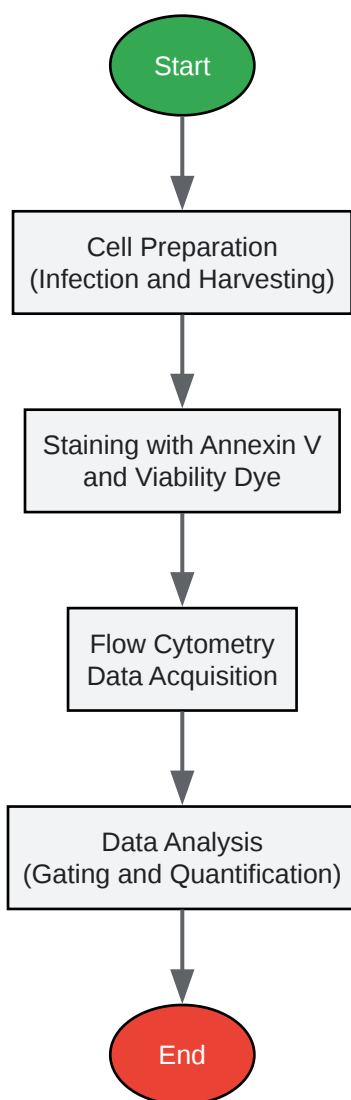 Start
Cell Preparation
(Infection and Harvesting)
Staining with Annexin V
and Viability Dye
Flow Cytometry
Data Acquisition
Data Analysis
(Gating and Quantification)
End